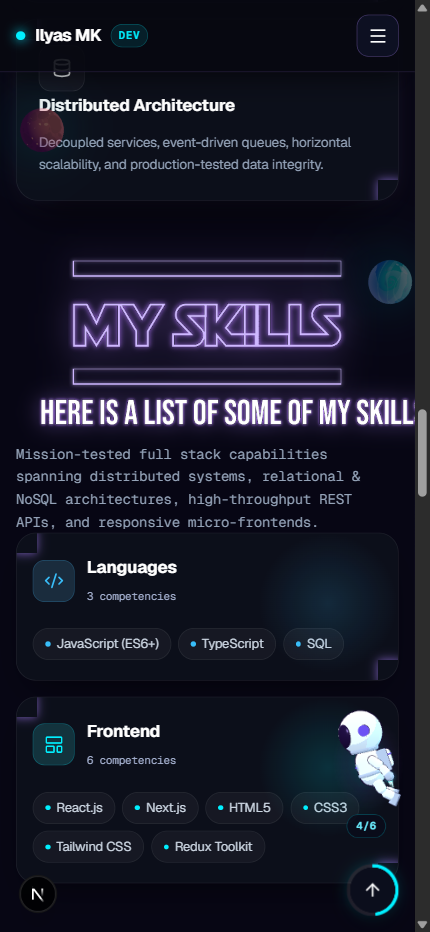 Ilyas MK
DEV
Distributed Architecture
Decoupled services, event-driven queues, horizontal
scalability, and production-tested data integrity.
MY SKILLS
HERE IS A LIST OF SOME OF MY SKILLS
Mission-tested full stack capabilities
spanning distributed systems, relational &
NoSQL architectures, high-throughput REST
APIs, and responsive micro-frontends.
Languages
3 competencies
JavaScript (ES6+)
TypeScript
SQL
Frontend
6 competencies
React.js
Next.js
HTML5
CSS3
4/6
Tailwind CSS
Redux Toolkit
N